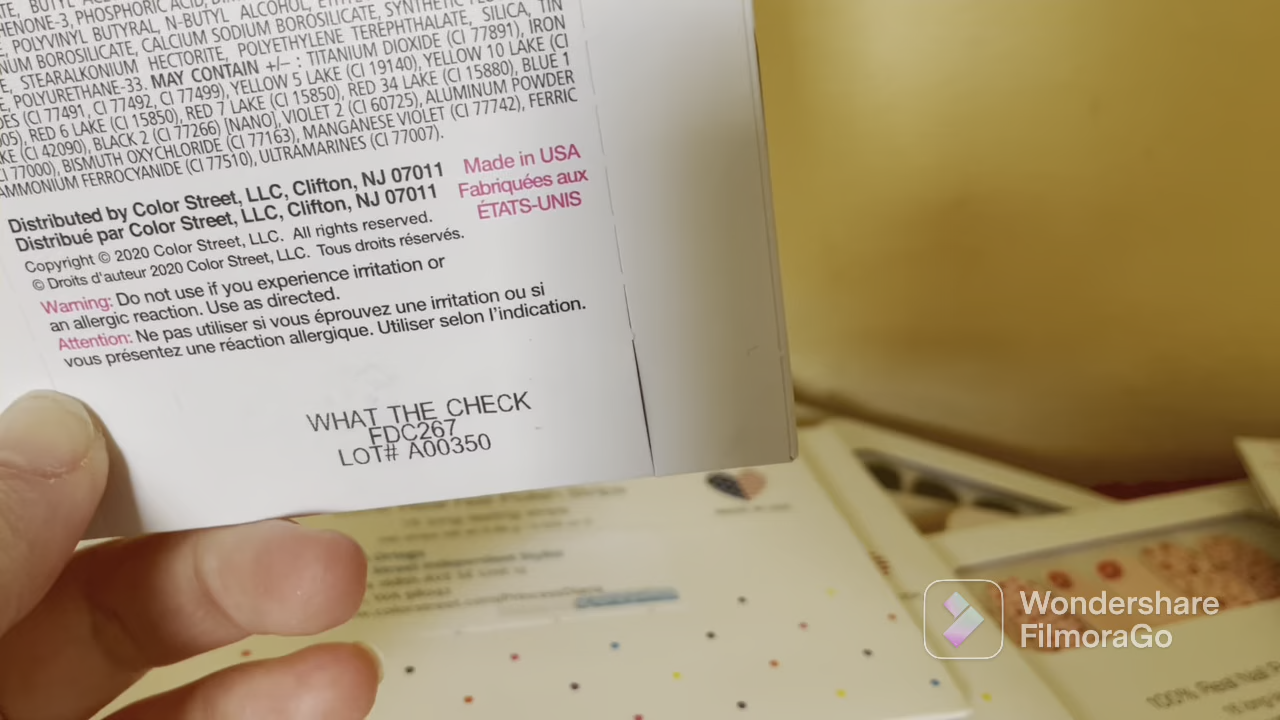 HENONE-3, PHOSPHORIC ACID,
POLYVINYL BUTYRAL, N-BUTYL ALCOHOL,
NUM BOROSILICATE, CALCIUM SODIUM BOROSILICATE, SYNTHETIC
E, STEARALKONIUM HECTORITE, POLYETHYLENE TEREPHTHALATE, SILICA, TIN
POLYURETHANE-33. MAY CONTAIN +/– : TITANIUM DIOXIDE (CI 77891), IRON
DES (CI 77491, CI 77492, CI 77499), YELLOW 5 LAKE (CI 19140), YELLOW 10 LAKE (CI
005), RED 6 LAKE (CI 15850), RED 7 LAKE (CI 15850), RED 34 LAKE (CI 15880), BLUE 1
KE (CI 42090), BLACK 2 (CI 77266) [NANO], VIOLET 2 (CI 60725), ALUMINUM POWDER
CI 77000), BISMUTH OXYCHLORIDE (CI 77163), MANGANESE VIOLET (CI 77742), FERRIC
AMMONIUM FERROCYANIDE (CI 77510), ULTRAMARINES (CI 77007).
Distributed by Color Street, LLC, Clifton, NJ 07011
Distribué par Color Street, LLC, Clifton, NJ 07011
Made in USA
Fabriquées aux
ÉTATS-UNIS
Copyright © 2020 Color Street, LLC. All rights reserved.
© Droits d'auteur 2020 Color Street, LLC. Tous droits réservés.
Warning: Do not use if you experience irritation or
an allergic reaction. Use as directed.
Attention: Ne pas utiliser si vous éprouvez une irritation ou si
vous présentez une réaction allergique. Utiliser selon l'indication.
WHAT THE CHECK
FDC267
LOT# A00350
Wondershare
FilmoraGo
100% Real Nail